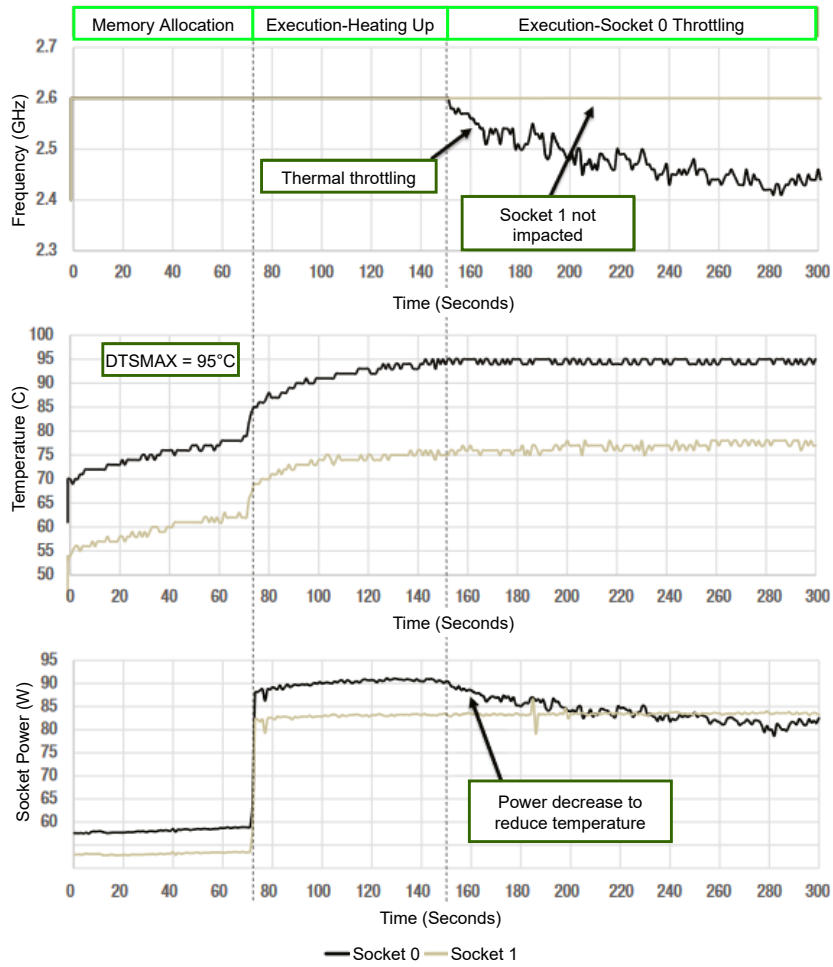 Memory Allocation Execution-Heating Up Execution-Socket 0 Throttling
2.7
2.6
2.5
2.4
2.3
Frequency (GHz)
Thermal throttling
Socket 1 not
impacted
0 20 40 60 80 100 120 140 160 180 200 220 240 260 280 300
Time (Seconds)
100
95
90
85
80
75
70
65
60
55
50
Temperature (C)
DTSMAX = 95°C
0 20 40 60 80 100 120 140 160 180 200 220 240 260 280 300
Time (Seconds)
95
90
85
80
75
70
65
60
Socket Power (W)
Power decrease to
reduce temperature
0 20 40 60 80 100 120 140 160 180 200 220 240 260 280 300
Time (Seconds)
Socket 0 Socket 1